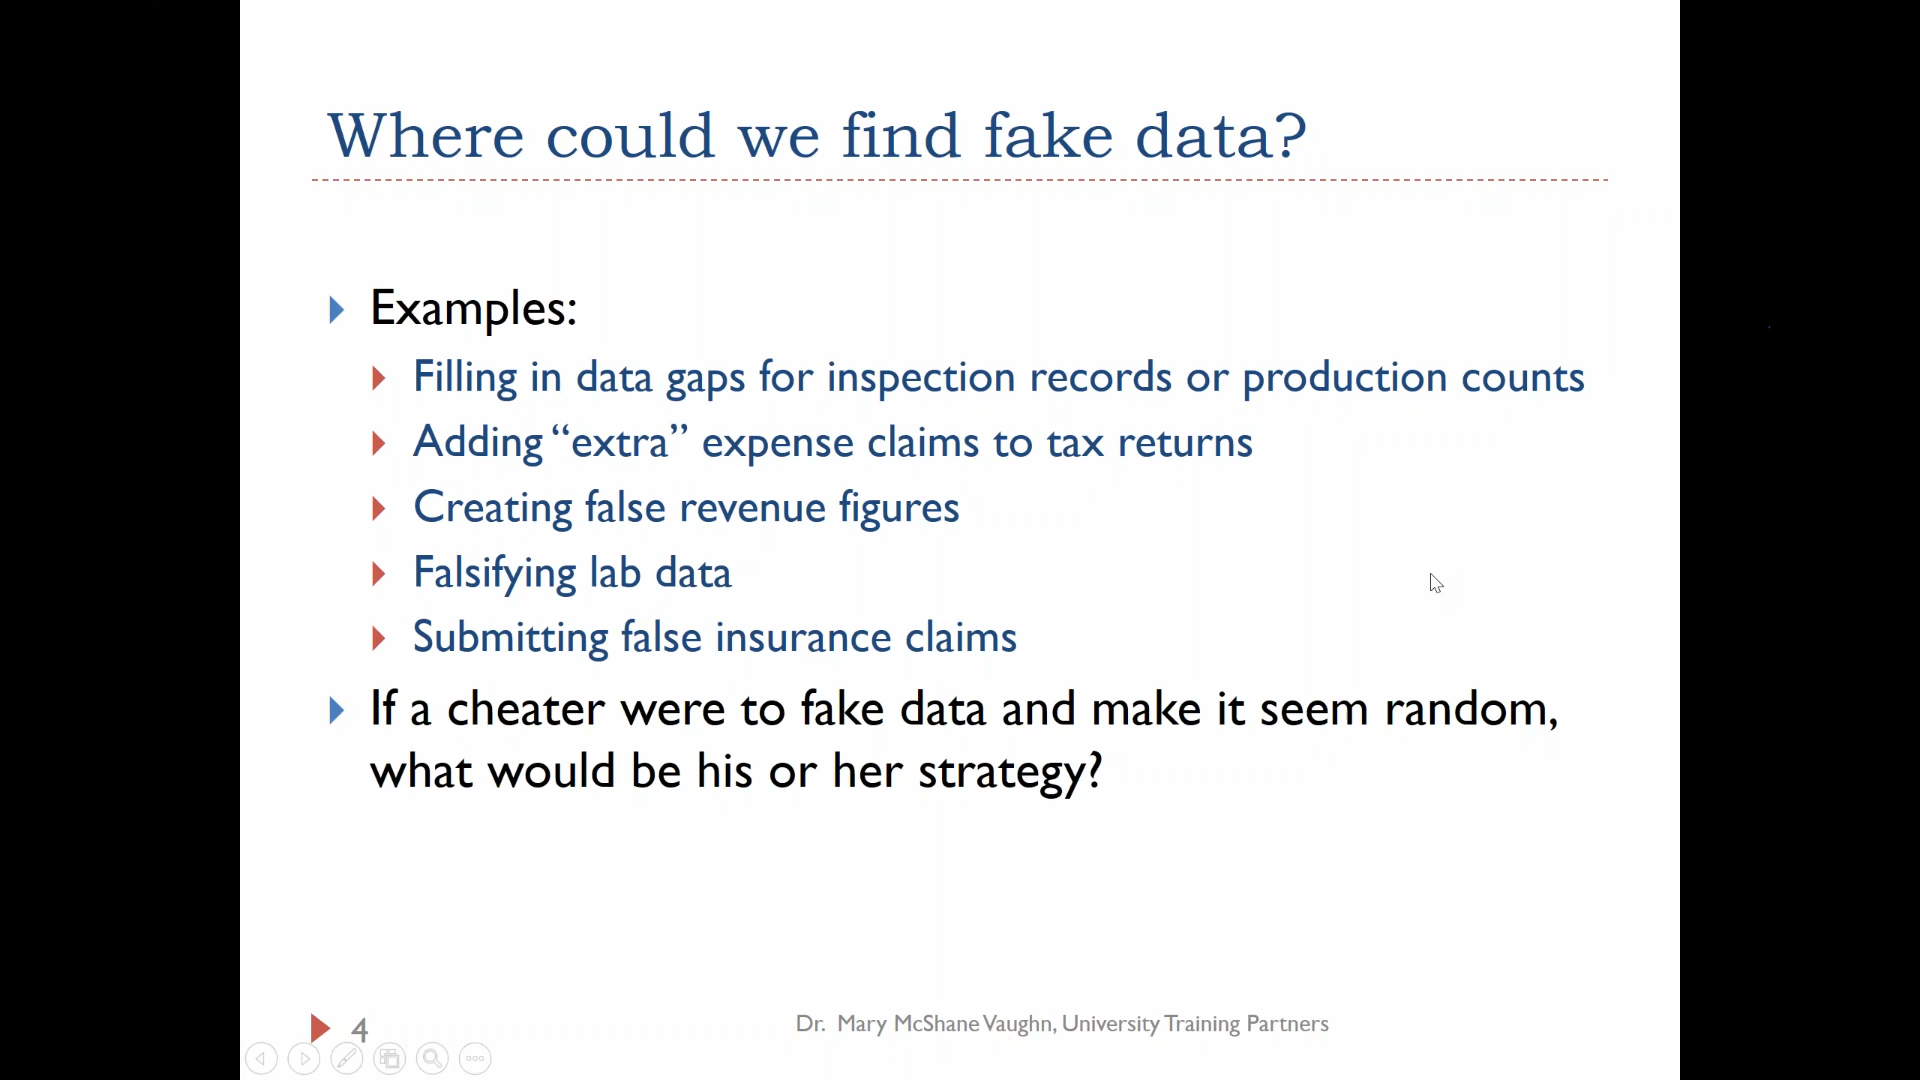 Where could we find fake data?
Examples:
Filling in data gaps for inspection records or production counts
Adding “extra” expense claims to tax returns
Creating false revenue figures
Falsifying lab data
Submitting false insurance claims
If a cheater were to fake data and make it seem random,
what would be his or her strategy?
4
Dr. Mary McShane Vaughn, University Training Partners